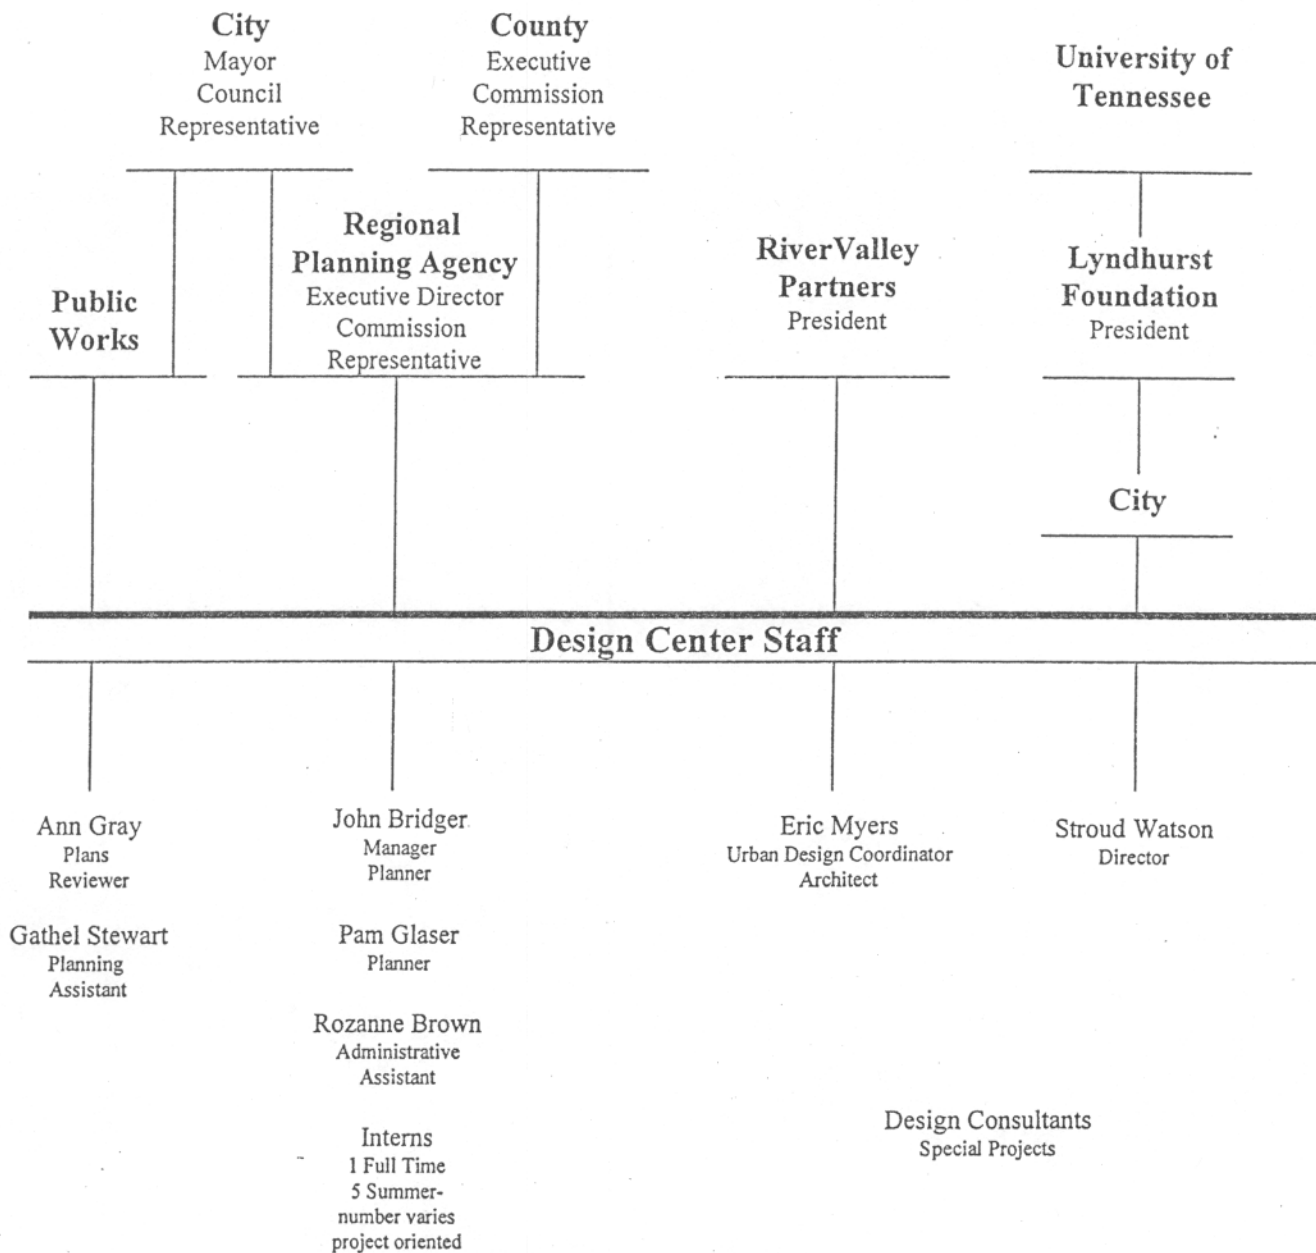 City
Mayor
Council
Representative
County
Executive
Commission
Representative
University of
Tennessee
Public
Works
Regional
Planning Agency
Executive Director
Commission
Representative
RiverValley
Partners
President
Lyndhurst
Foundation
President
City
Design Center Staff
Ann Gray
Plans
Reviewer
Gathel Stewart
Planning
Assistant
John Bridger
Manager
Planner
Pam Glaser
Planner
Rozanne Brown
Administrative
Assistant
Interns
1 Full Time
5 Summer-
number varies
project oriented
Eric Myers
Urban Design Coordinator
Architect
Stroud Watson
Director
Design Consultants
Special Projects